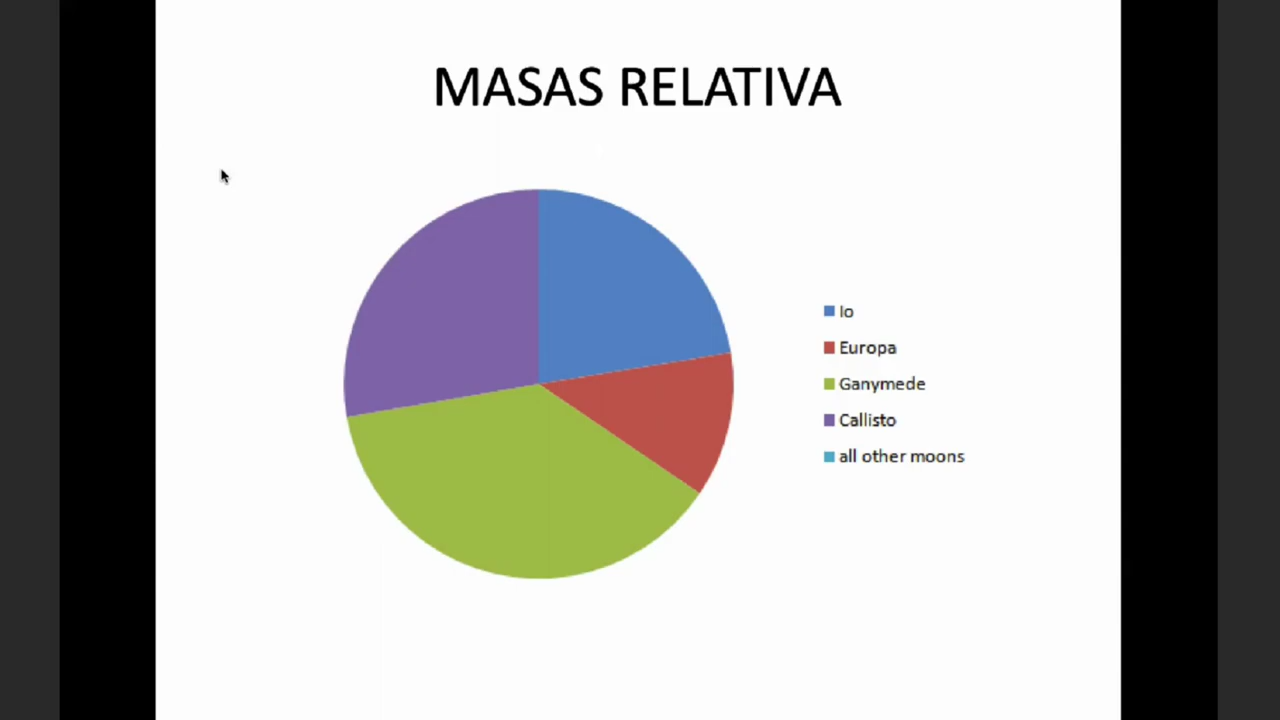 MASAS RELATIVA
Io
Europa
Ganymede
Callisto
all other moons